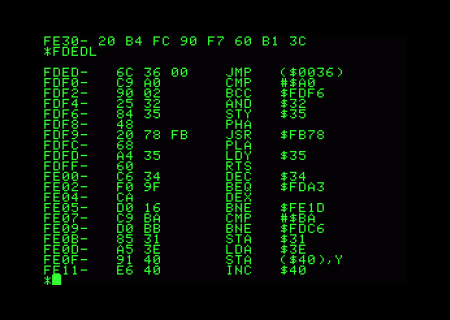 FE30- 20 B4 FC 90 F7 60 B1 3C
*FDEDL
FDED- 6C 36 00 JMP ($0036)
FDF0- C9 A0 CMP #$A0
FDF2- 90 02 BCC $FDF6
FDF4- 25 32 AND $32
FDF6- 84 35 STY $35
FDF8- 48 PHA
FDF9- 20 78 FB JSR $FB78
FDFC- 68 PLA
FDFD- A4 35 LDY $35
FDFF- 60 RTS
FE00- C6 34 DEC $34
FE02- F0 9F BEQ $FDA3
FE04- CA DEX
FE05- D0 16 BNE $FE1D
FE07- C9 BA CMP #$BA
FE09- D0 BB BNE $FDC6
FE0B- 85 31 STA $31
FE0D- A5 3E LDA $3E
FE0F- 91 40 STA ($40),Y
FE11- E6 40 INC $40
*